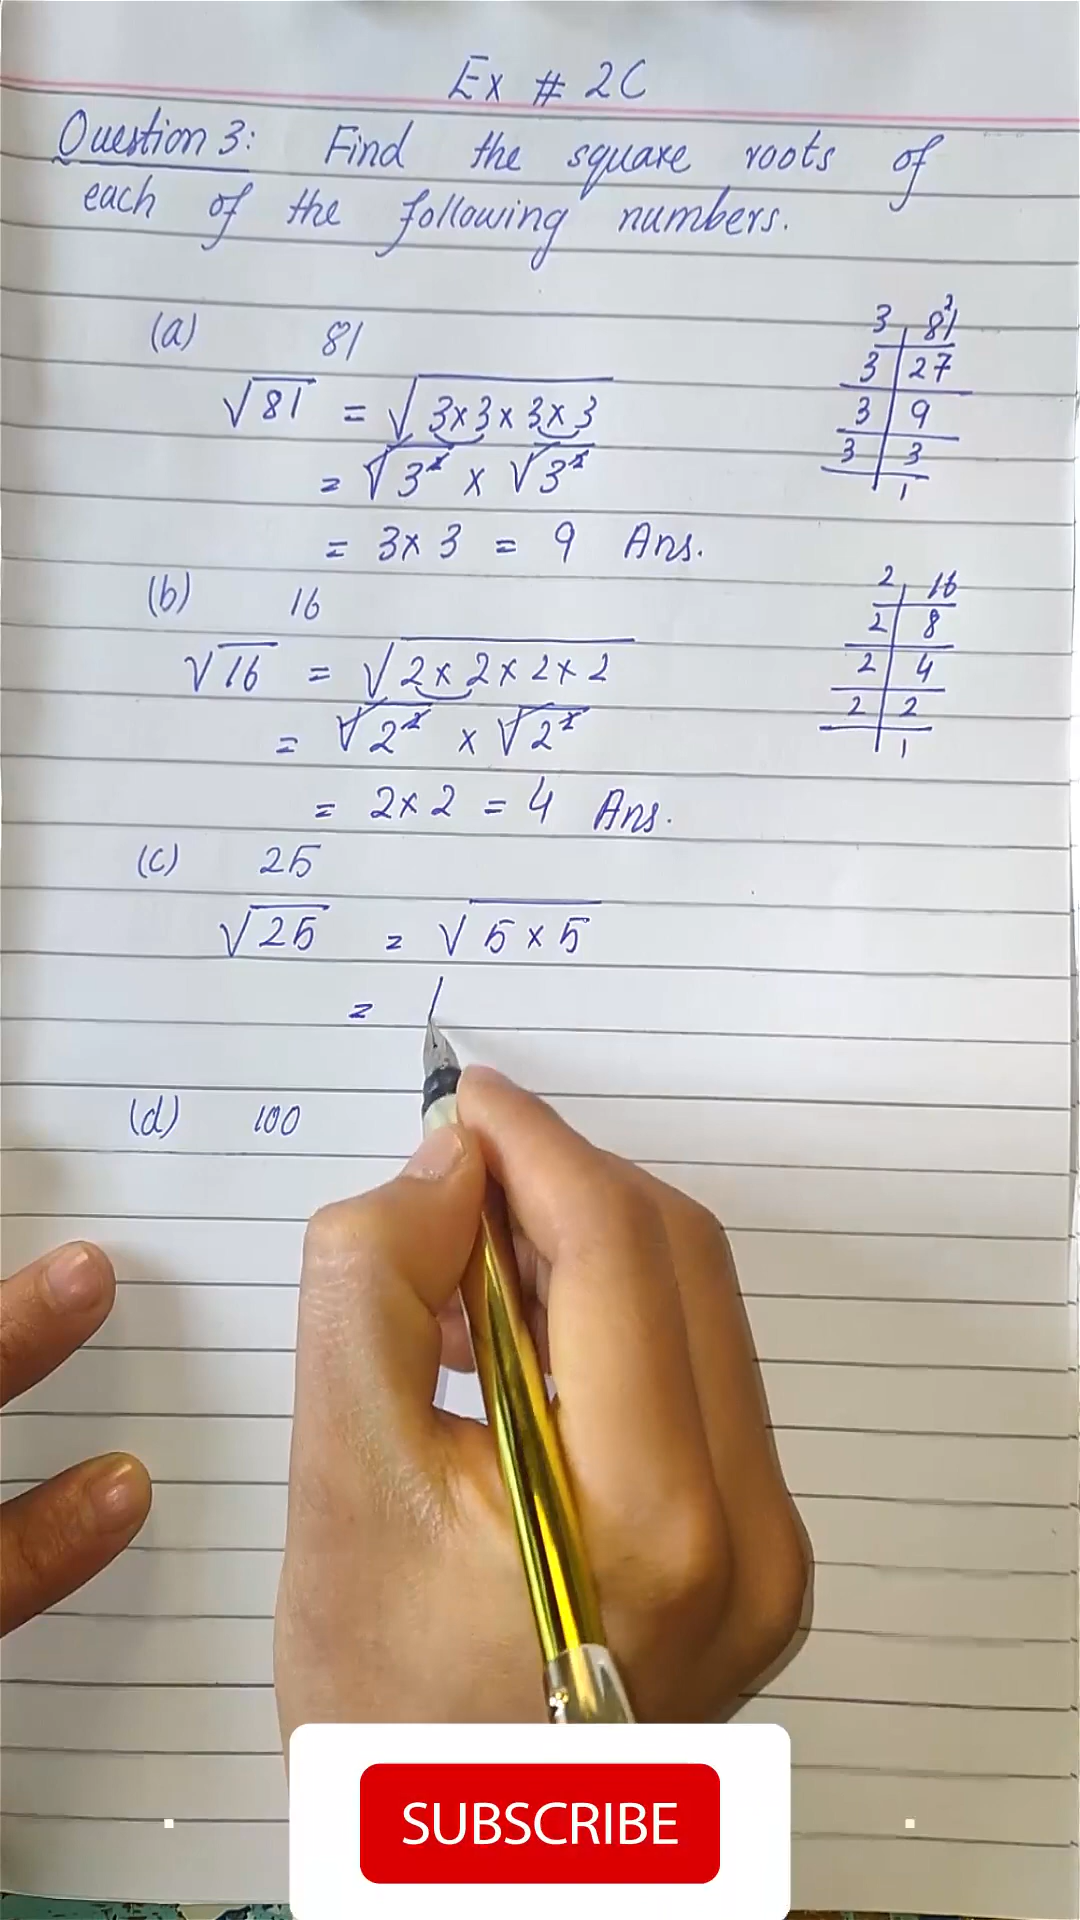 Ex # 2C
Question 3: Find the square roots of
each of the following numbers.
(a) 81
√81 = √3×3×3×3
= √3² × √3²
= 3×3 = 9 Ans.
3 81
3 27
3 9
3 3
1
(b) 16
√16 = √2×2×2×2
= √2² × √2²
= 2×2 = 4 Ans.
2 16
2 8
2 4
2 2
1
(c) 25
√25 = √5×5
=
(d) 100
SUBSCRIBE